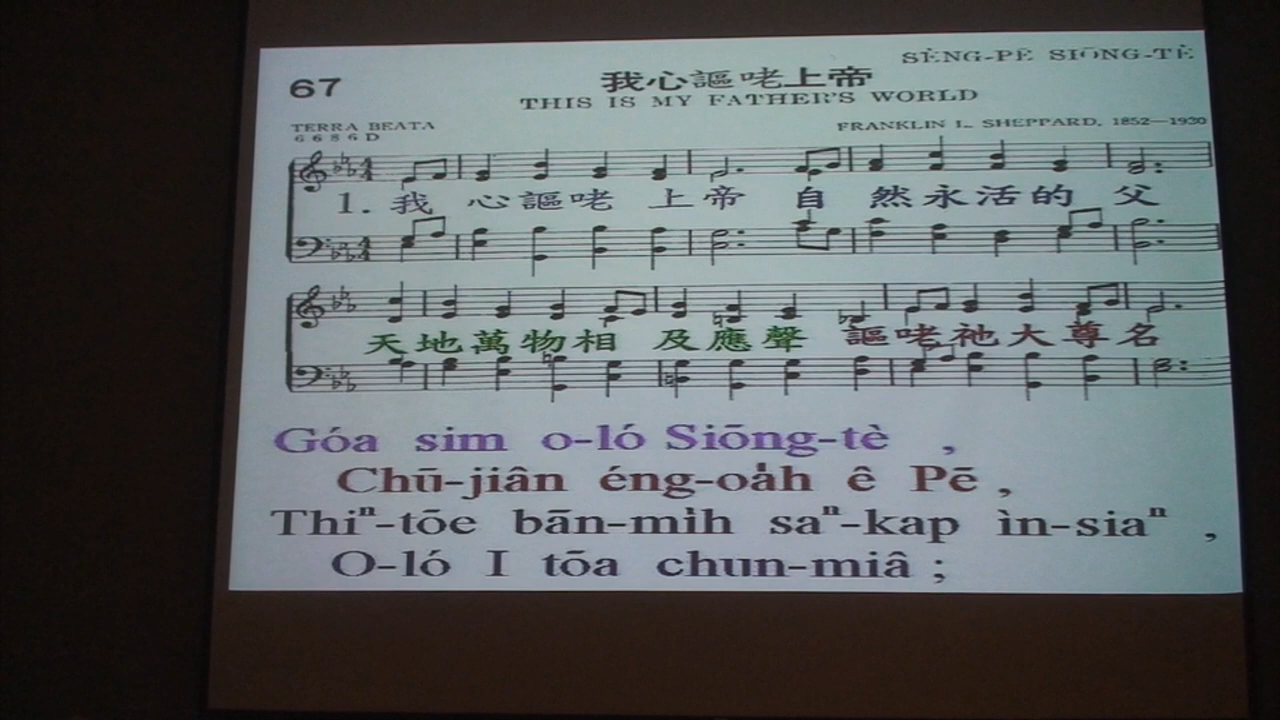 SÈNG-PĒ SIŌNG-TÈ
67
我心謳咾上帝
THIS IS MY FATHER'S WORLD
TERRA BEATA
6 6 8 6 D
FRANKLIN L. SHEPPARD, 1852—1930
1. 我 心謳咾 上帝 自 然永活的 父
天地萬物相 及應聲 謳咾祂大尊名
Góa sim o-ló Siōng-tè ,
Chū-jiân éng-oa̍h ê Pē ,
Thiⁿ-tōe bān-mi̍h saⁿ-kap ìn-siaⁿ ,
O-ló I tōa chun-miâ ;